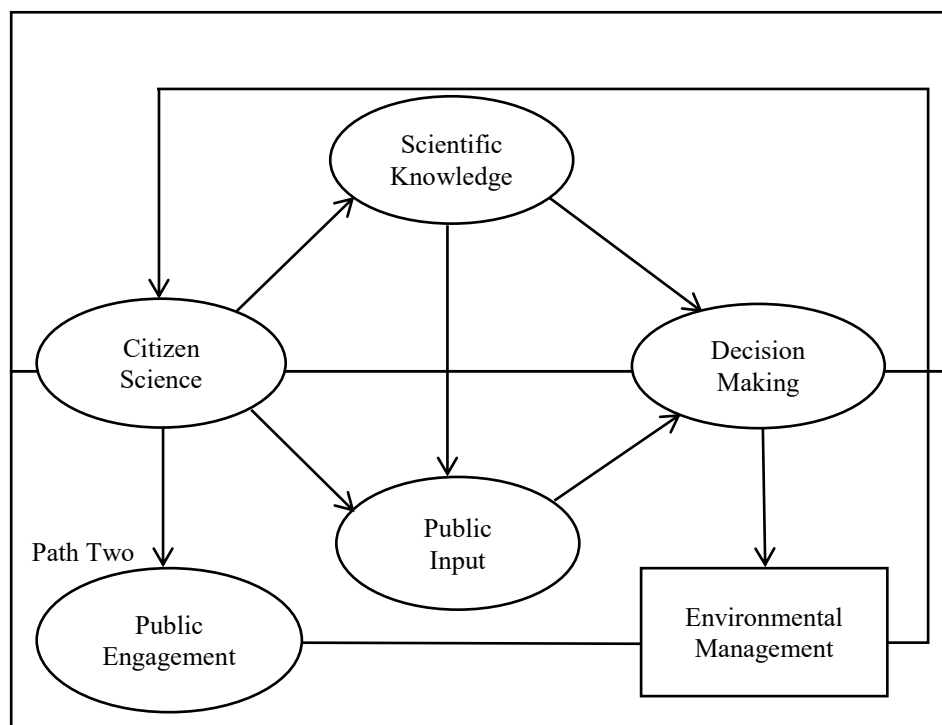 Scientific
Knowledge
Citizen
Science
Decision
Making
Public
Input
Path Two
Public
Engagement
Environmental
Management